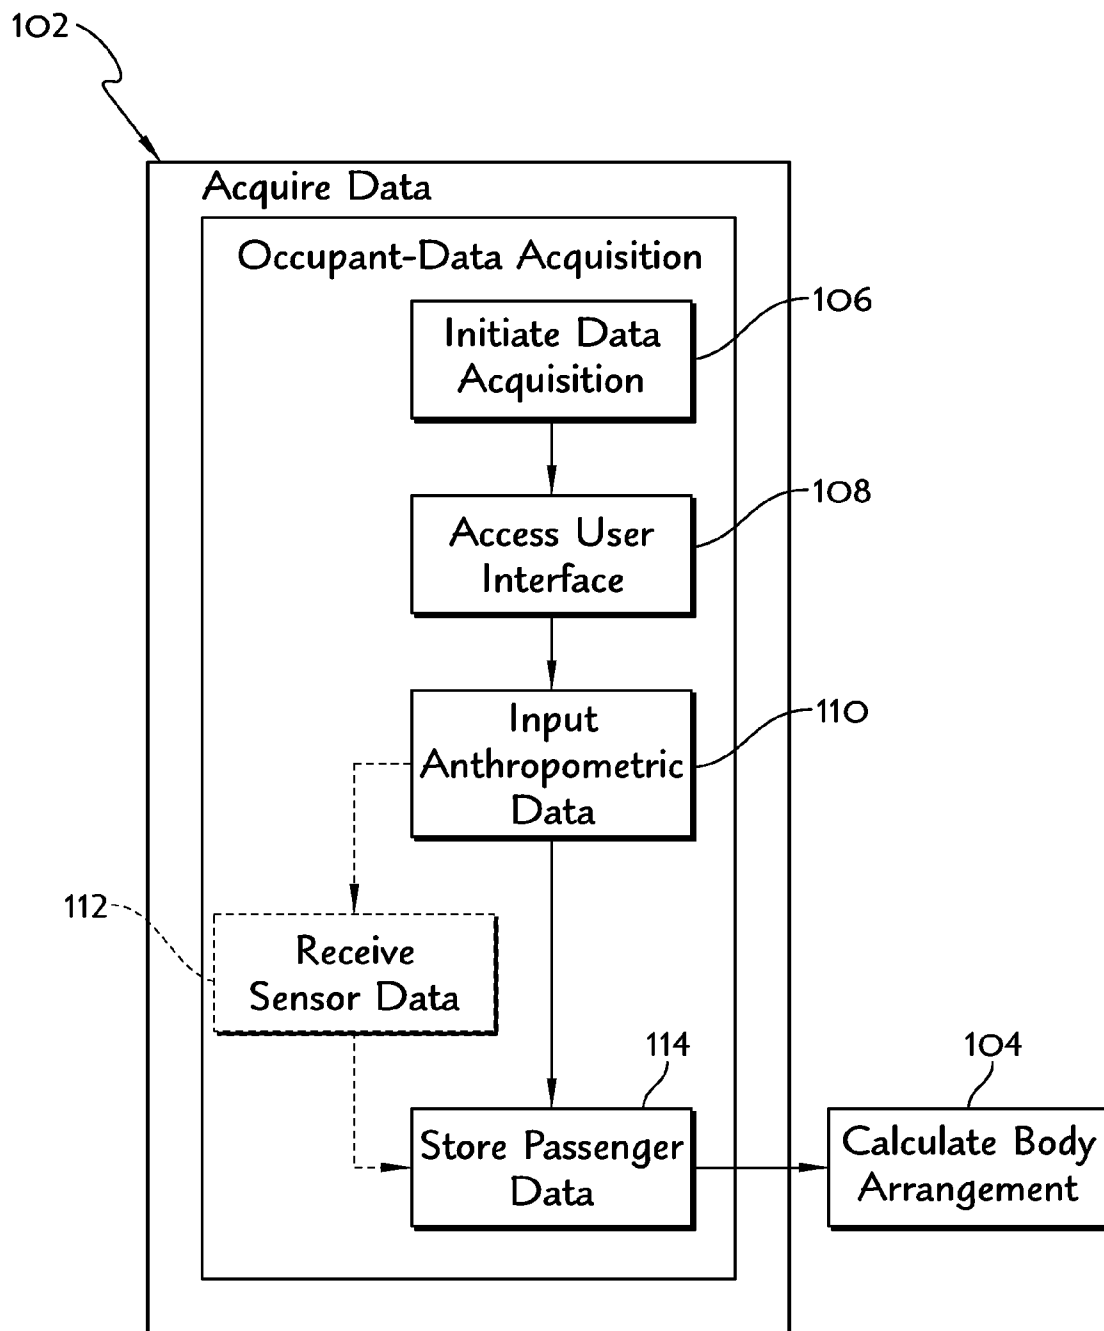 102
Acquire Data
Occupant-Data Acquisition
106
Initiate Data
Acquisition
108
Access User
Interface
110
Input
Anthropometric
Data
112
Receive
Sensor Data
114
104
Store Passenger
Data
Calculate Body
Arrangement